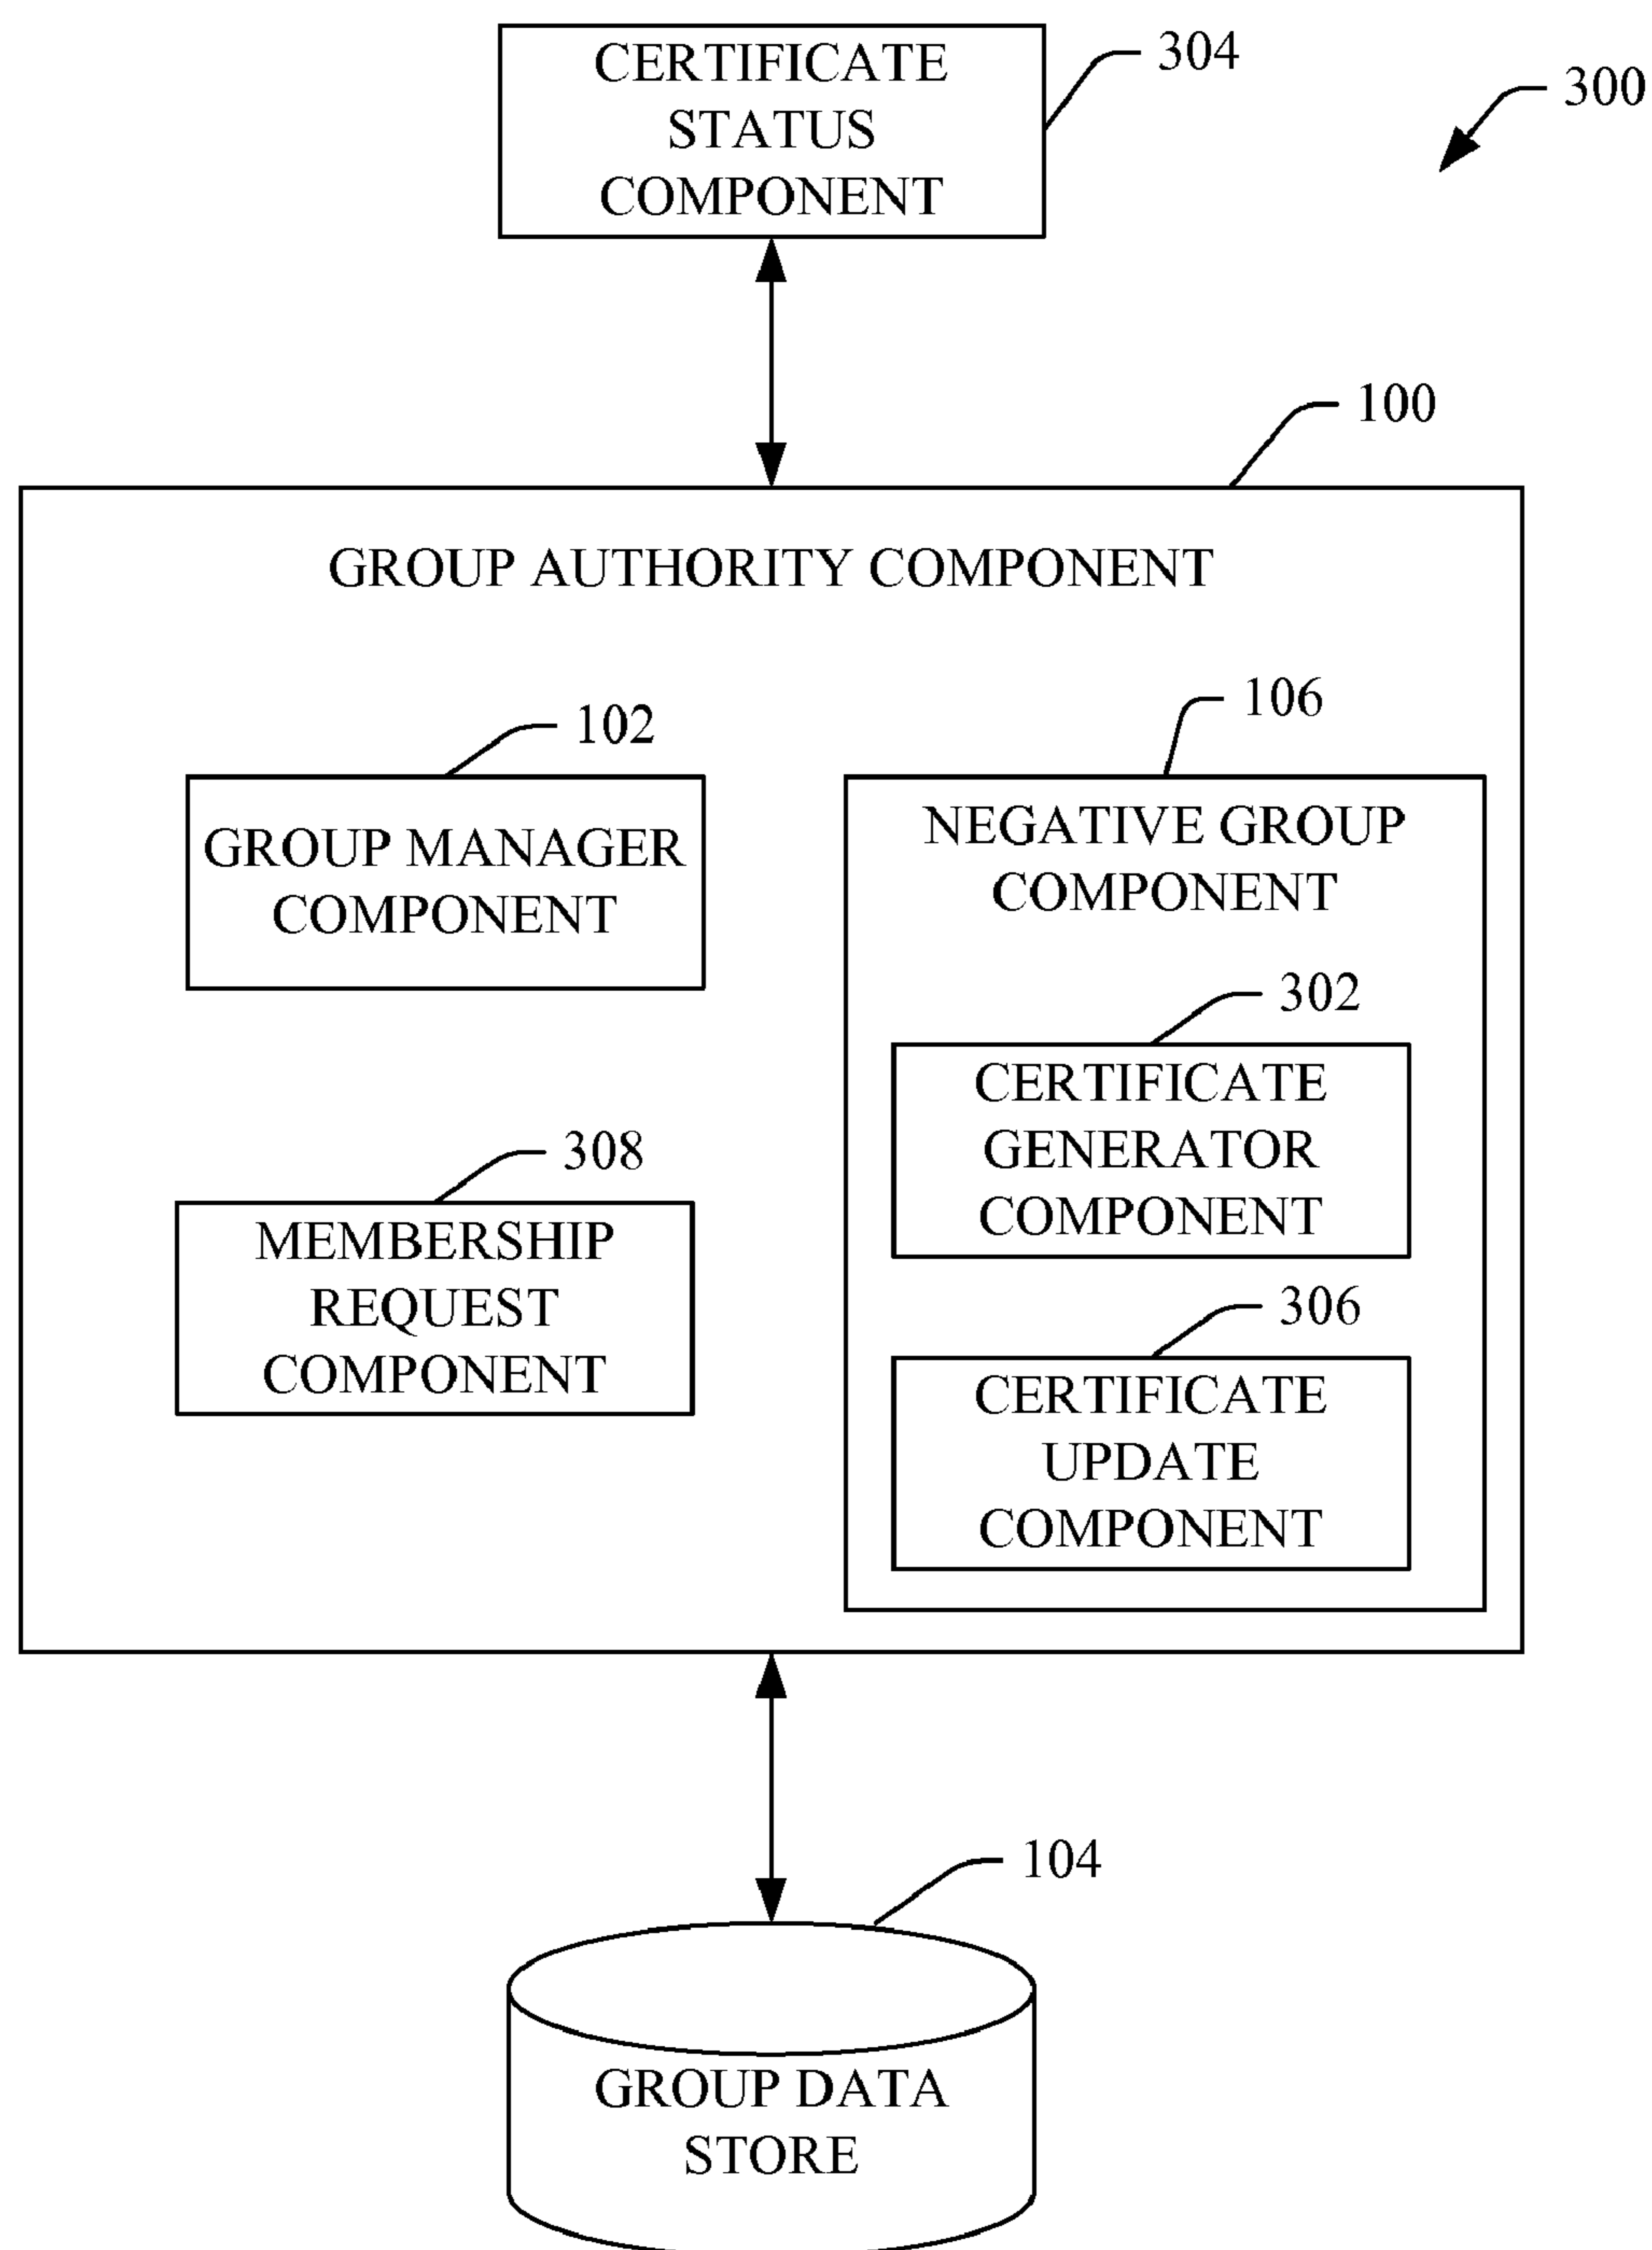 CERTIFICATE
STATUS
COMPONENT
304
300
100
GROUP AUTHORITY COMPONENT
102
GROUP MANAGER
COMPONENT
106
NEGATIVE GROUP
COMPONENT
302
CERTIFICATE
GENERATOR
COMPONENT
308
MEMBERSHIP
REQUEST
COMPONENT
306
CERTIFICATE
UPDATE
COMPONENT
104
GROUP DATA
STORE